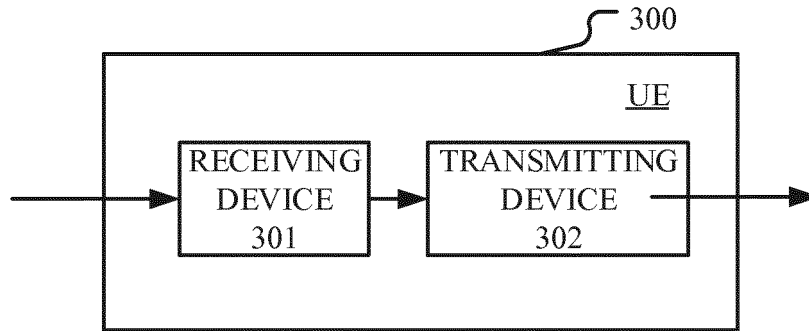 300
UE
RECEIVING
DEVICE
301
TRANSMITTING
DEVICE
302